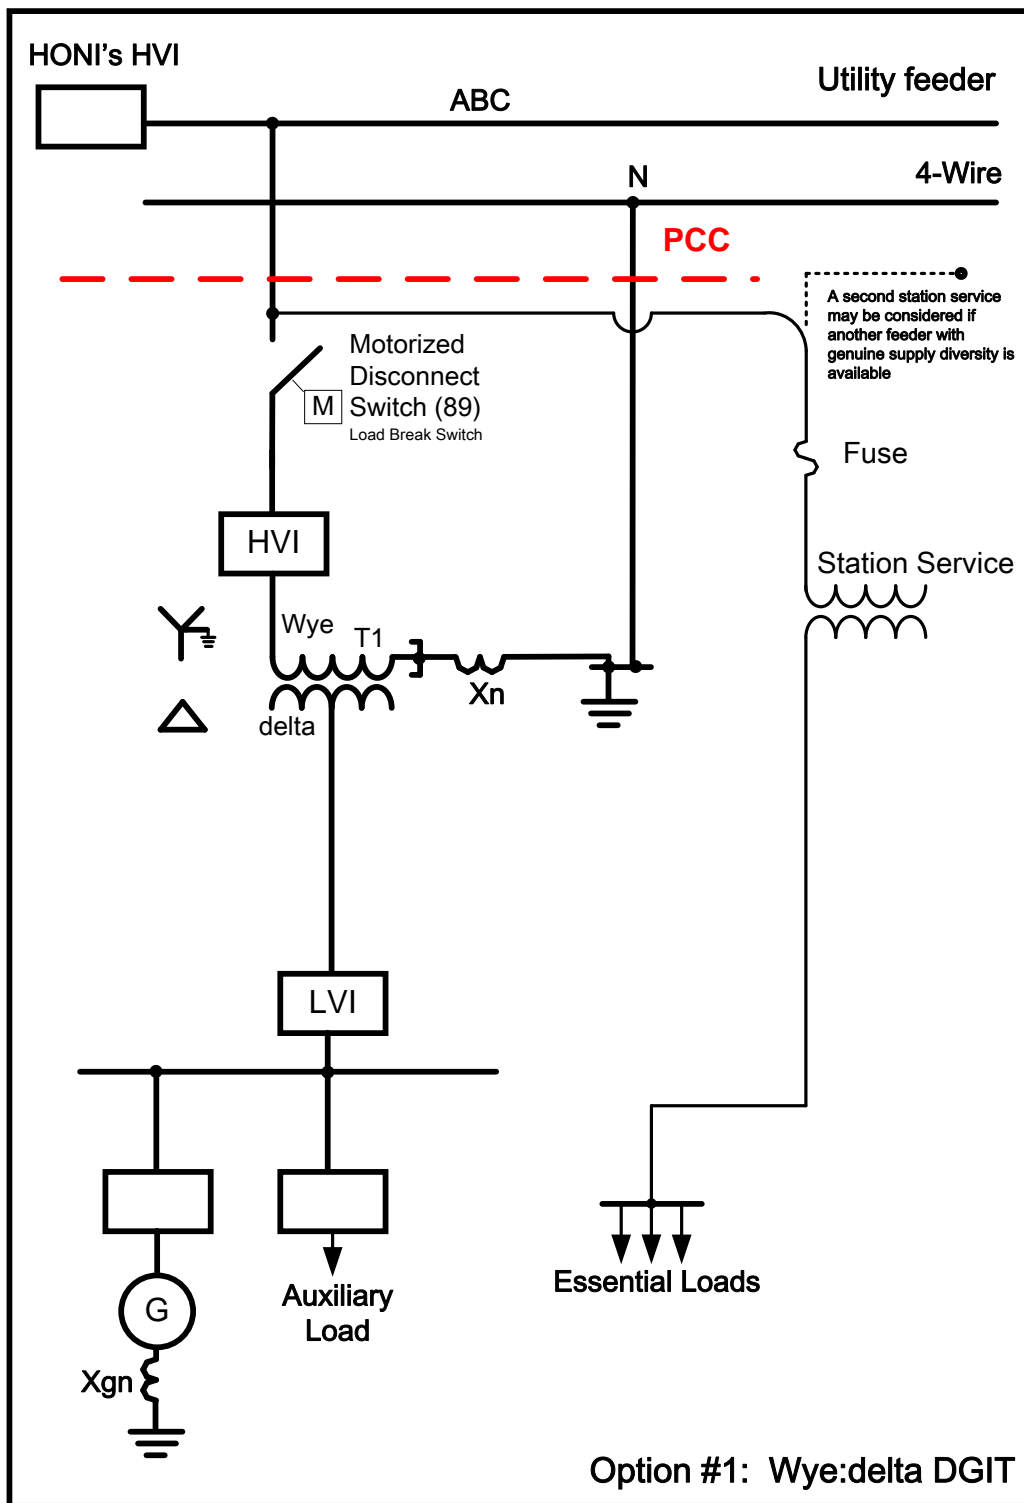 HONI's HVI
Utility feeder
ABC
4-Wire
N
PCC
A second station service
may be considered if
another feeder with
genuine supply diversity is
available
Motorized
Disconnect
Switch (89)
Load Break Switch
M
Fuse
HVI
Station Service
Wye
T1
Xn
delta
LVI
G
Auxiliary
Load
Essential Loads
Xgn
Option #1: Wye:delta DGIT